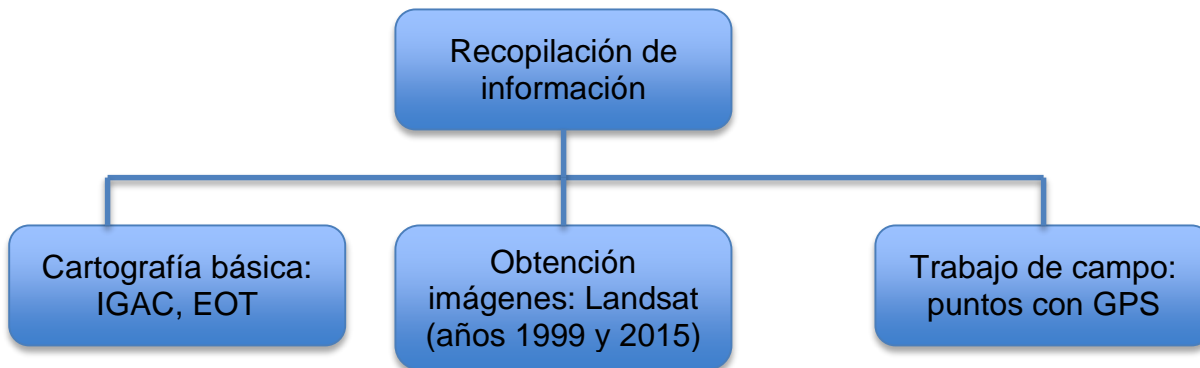 Recopilación de
información
Cartografía básica:
IGAC, EOT
Obtención
imágenes: Landsat
(años 1999 y 2015)
Trabajo de campo:
puntos con GPS